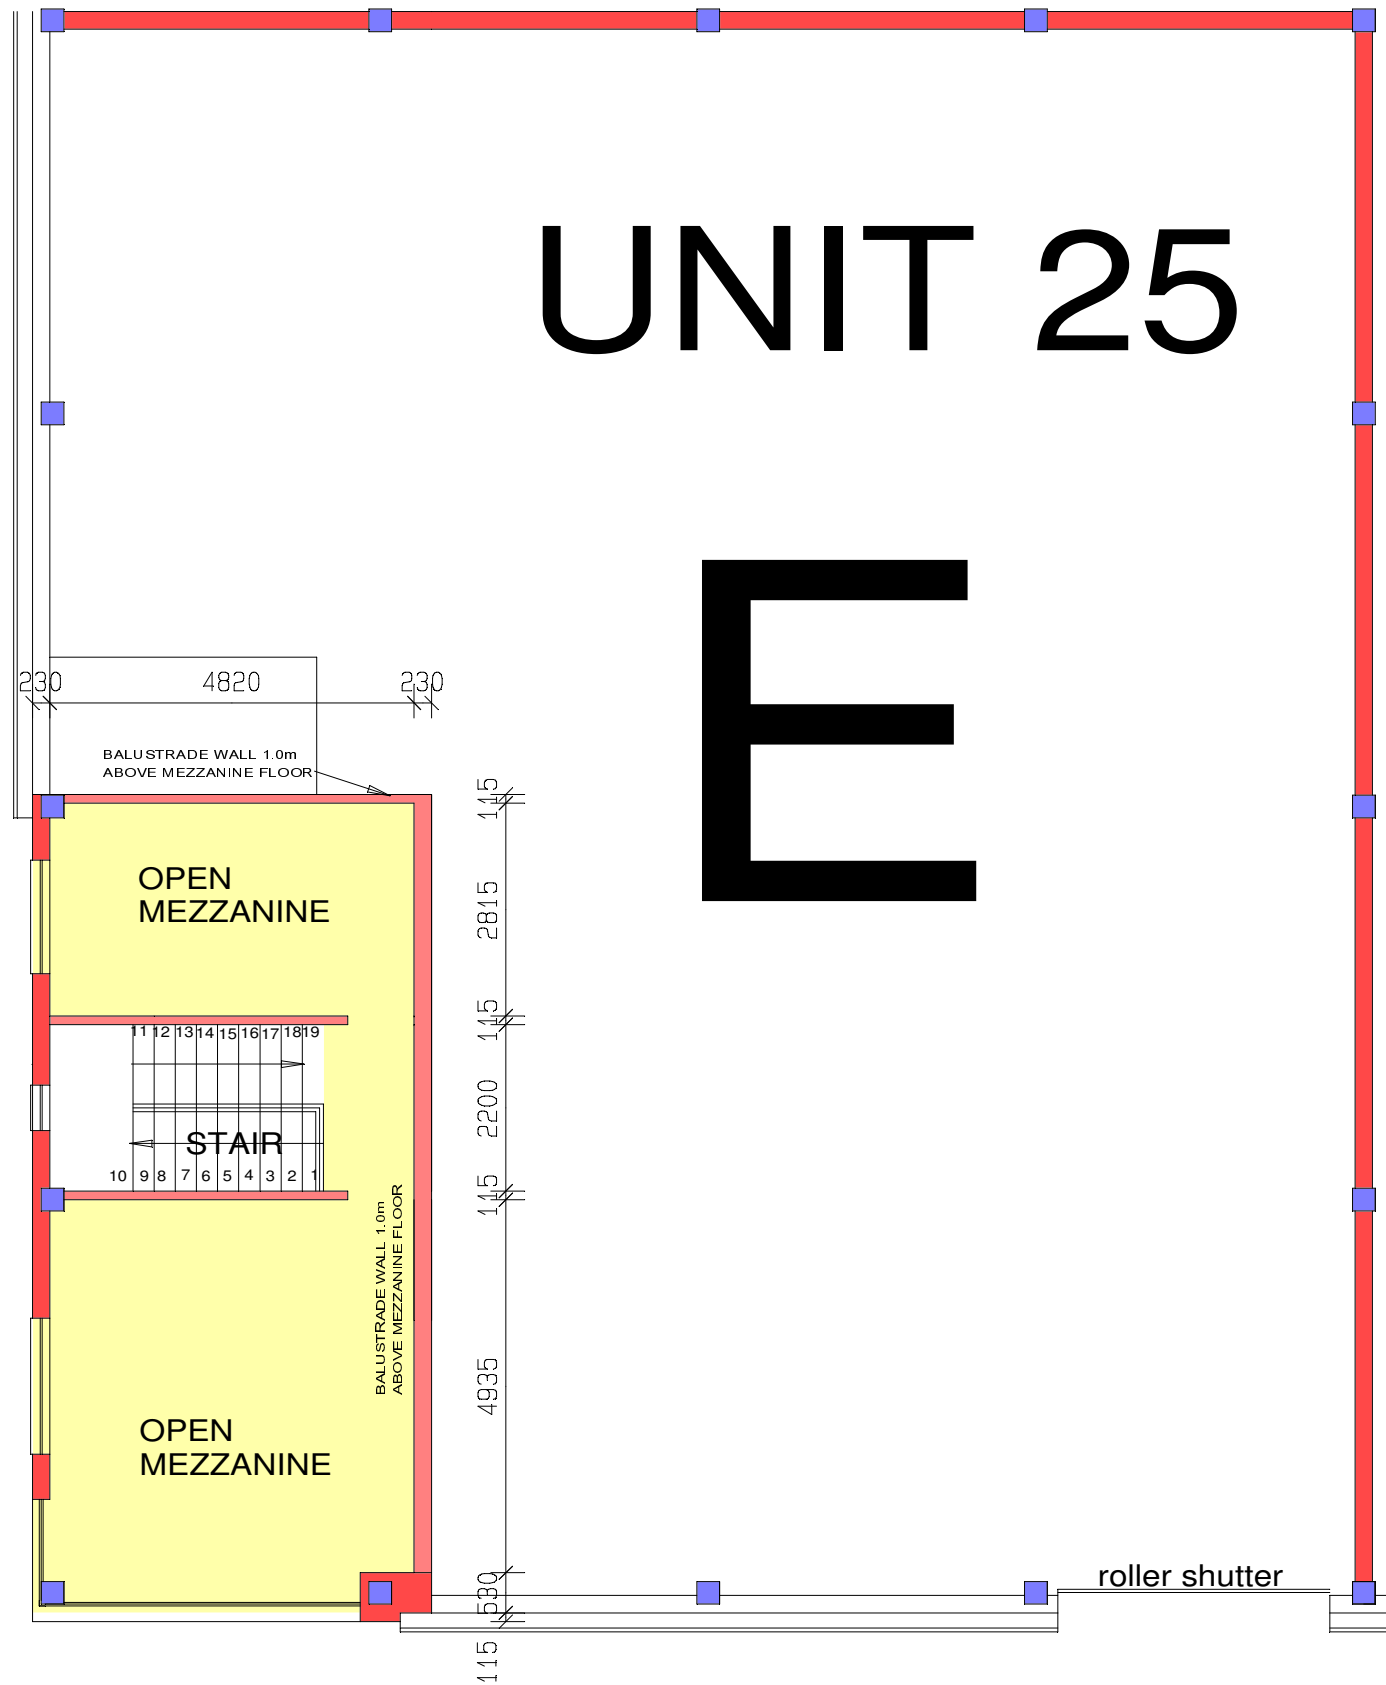 UNIT 25
E
230 4820 230
BALUSTRADE WALL 1.0m
ABOVE MEZZANINE FLOOR
115
OPEN
MEZZANINE
2815
115
11 12 13 14 15 16 17 18 19
2200
STAIR
10 9 8 7 6 5 4 3 2 1
115
BALUSTRADE WALL 1.0m
ABOVE MEZZANINE FLOOR
4935
OPEN
MEZZANINE
roller shutter
530
115